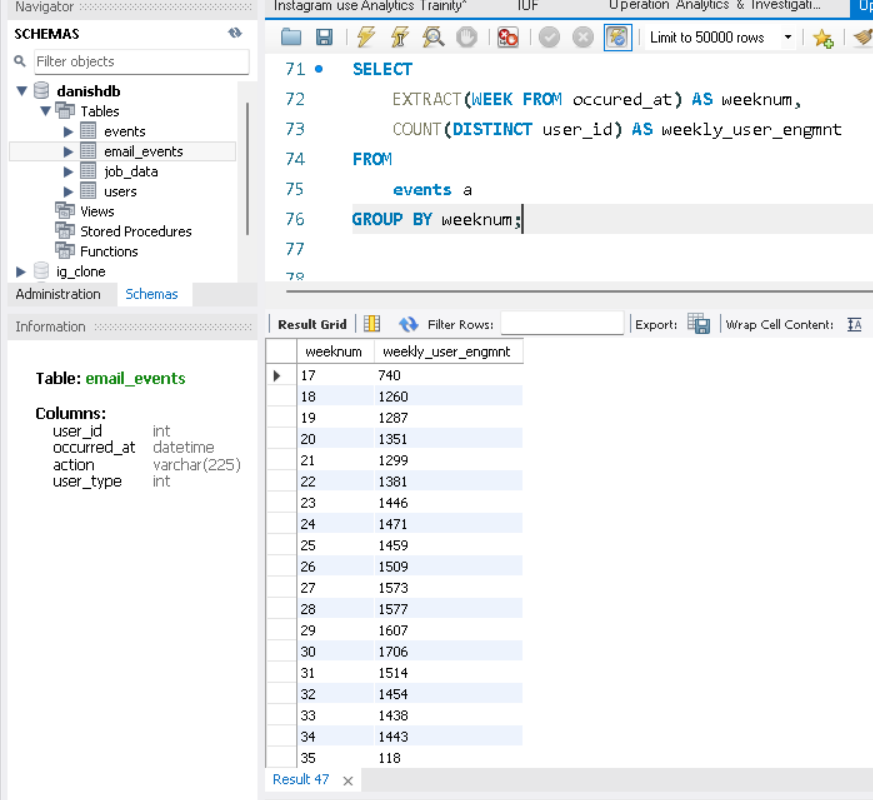 Navigator
SCHEMAS
Filter objects
danishdb
Tables
events
email_events
job_data
users
Views
Stored Procedures
Functions
ig_clone
Administration Schemas
Information
Table: email_events
Columns:
user_id int
occurred_at datetime
action varchar(225)
user_type int
Instagram use Analytics Trainity*
Operation Analytics & Investigati...
Limit to 50000 rows
71 SELECT
72 EXTRACT(WEEK FROM occured_at) AS weeknum,
73 COUNT(DISTINCT user_id) AS weekly_user_engmnt
74 FROM
75 events a
76 GROUP BY weeknum;
77
78
Result Grid Filter Rows: Export: Wrap Cell Content: IA
weeknum weekly_user_engmnt
17 740
18 1260
19 1287
20 1351
21 1299
22 1381
23 1446
24 1471
25 1459
26 1509
27 1573
28 1577
29 1607
30 1706
31 1514
32 1454
33 1438
34 1443
35 118
Result 47